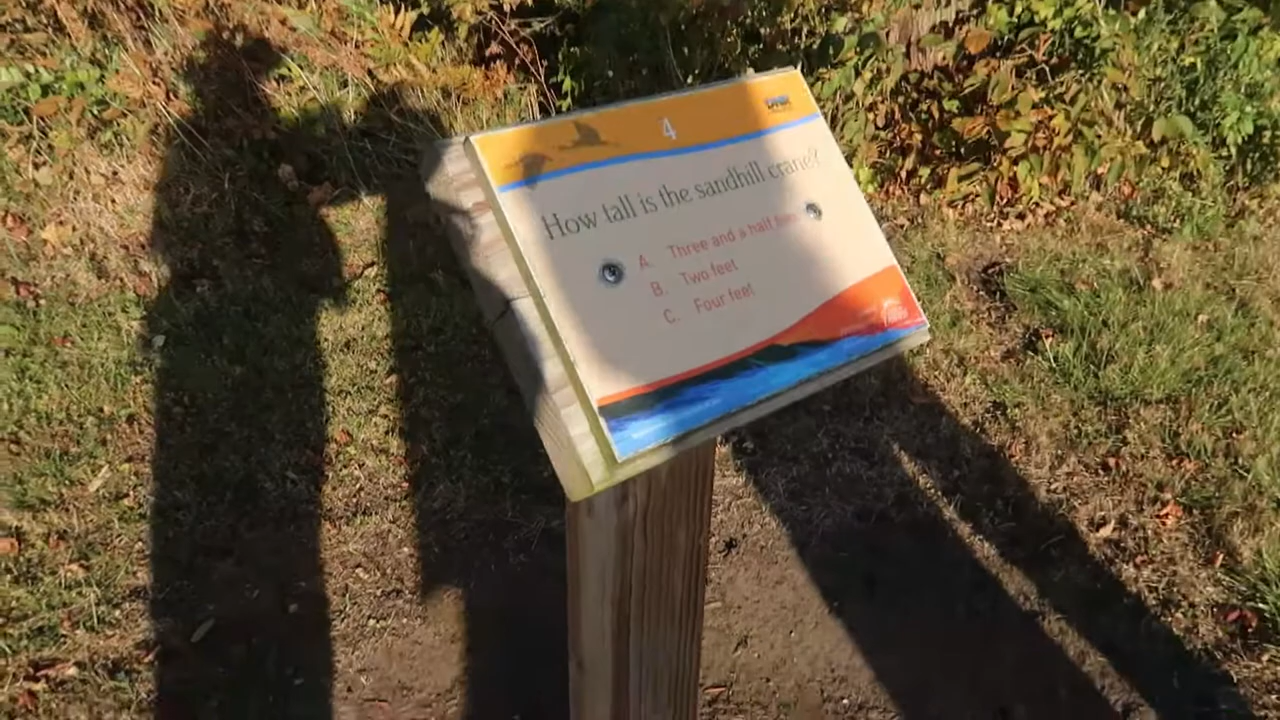 4
How tall is the sandhill crane?
A. Three and a half feet
B. Two feet
C. Four feet